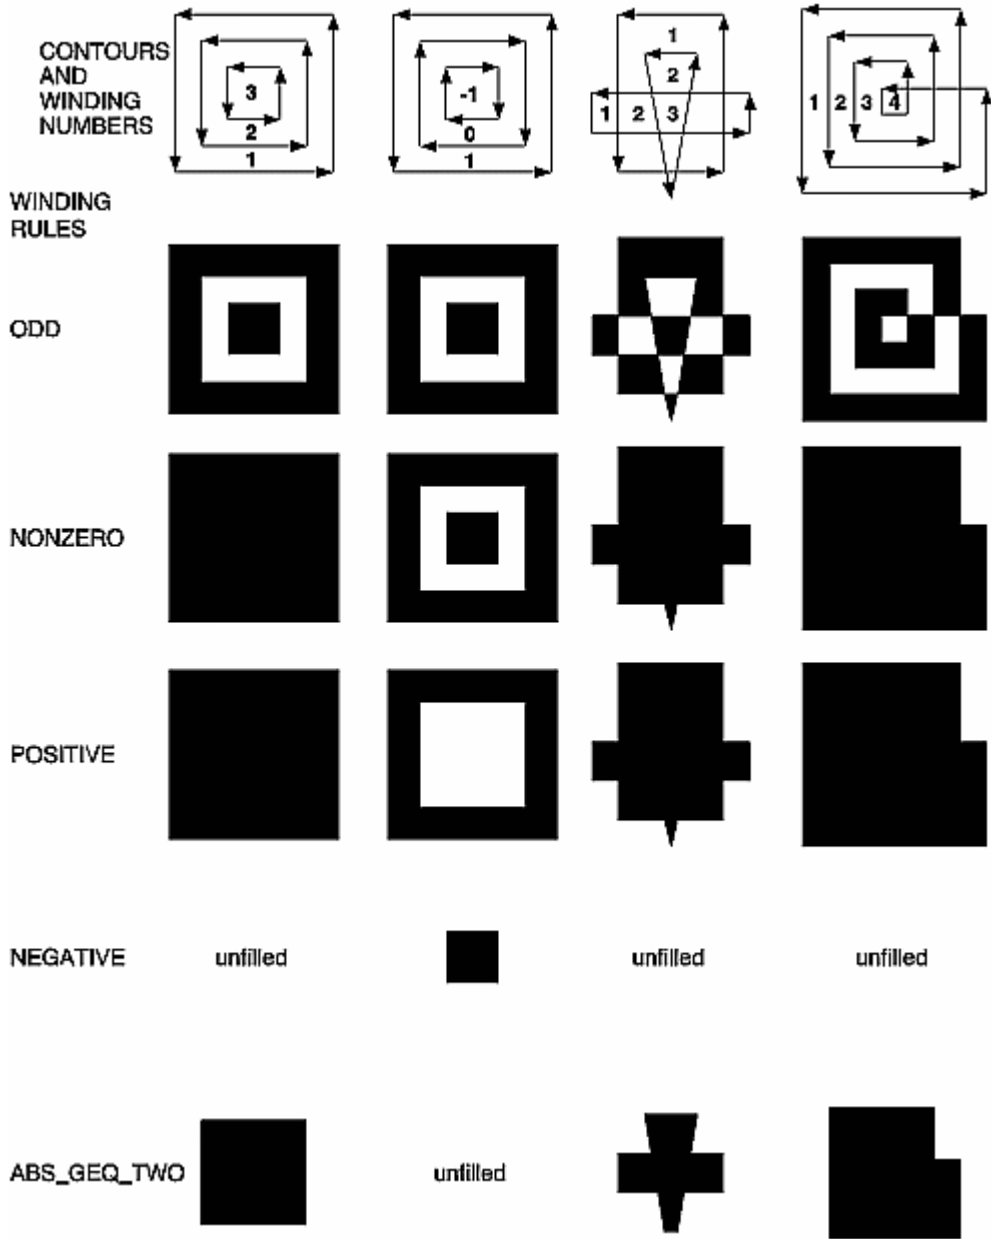 CONTOURS
AND
WINDING
NUMBERS
3
2
1
-1
0
1
1
2
1 2 3
1 2 3 4
WINDING
RULES
ODD
NONZERO
POSITIVE
NEGATIVE unfilled unfilled unfilled
ABS_GEQ_TWO unfilled